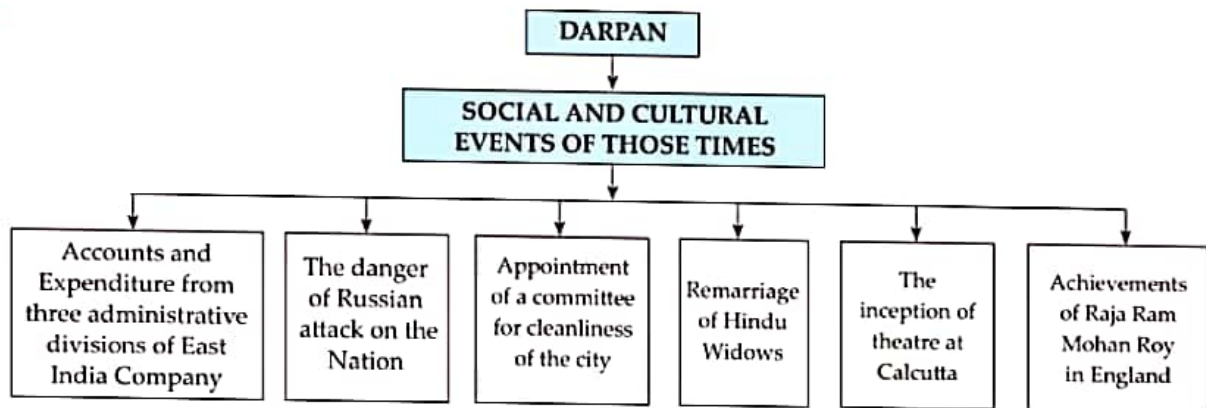 DARPAN
SOCIAL AND CULTURAL
EVENTS OF THOSE TIMES
Accounts and
Expenditure from
three administrative
divisions of East
India Company
The danger
of Russian
attack on the
Nation
Appointment
of a committee
for cleanliness
of the city
Remarriage
of Hindu
Widows
The
inception of
theatre at
Calcutta
Achievements
of Raja Ram
Mohan Roy
in England